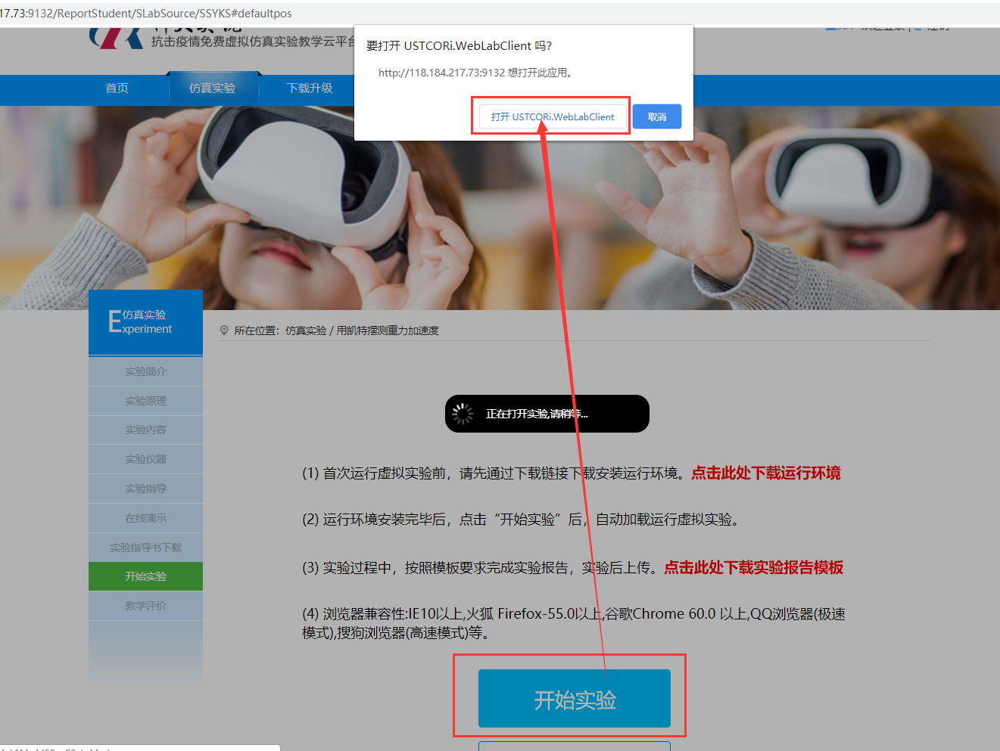 17.73:9132/ReportStudent/SLabSource/SSYKS#defaultpos
抗击疫情免费虚拟仿真实验教学云平台
首页
仿真实验
下载升级
要打开 USTCORi.WebLabClient 吗?
http://118.184.217.73:9132 想打开此应用。
打开 USTCORi.WebLabClient
取消
仿真实验
Experiment
实验简介
实验原理
实验内容
实验仪器
实验指导
在线演示
实验指导书下载
开始实验
教学评价
所在位置：仿真实验 / 用凯特摆测重力加速度
正在打开实验,请稍等...
(1) 首次运行虚拟实验前，请先通过下载链接下载安装运行环境。点击此处下载运行环境
(2) 运行环境安装完毕后，点击“开始实验”后，自动加载运行虚拟实验。
(3) 实验过程中，按照模板要求完成实验报告，实验后上传。点击此处下载实验报告模板
(4) 浏览器兼容性:IE10以上,火狐 Firefox-55.0以上,谷歌Chrome 60.0 以上,QQ浏览器(极速
模式),搜狗浏览器(高速模式)等。
开始实验